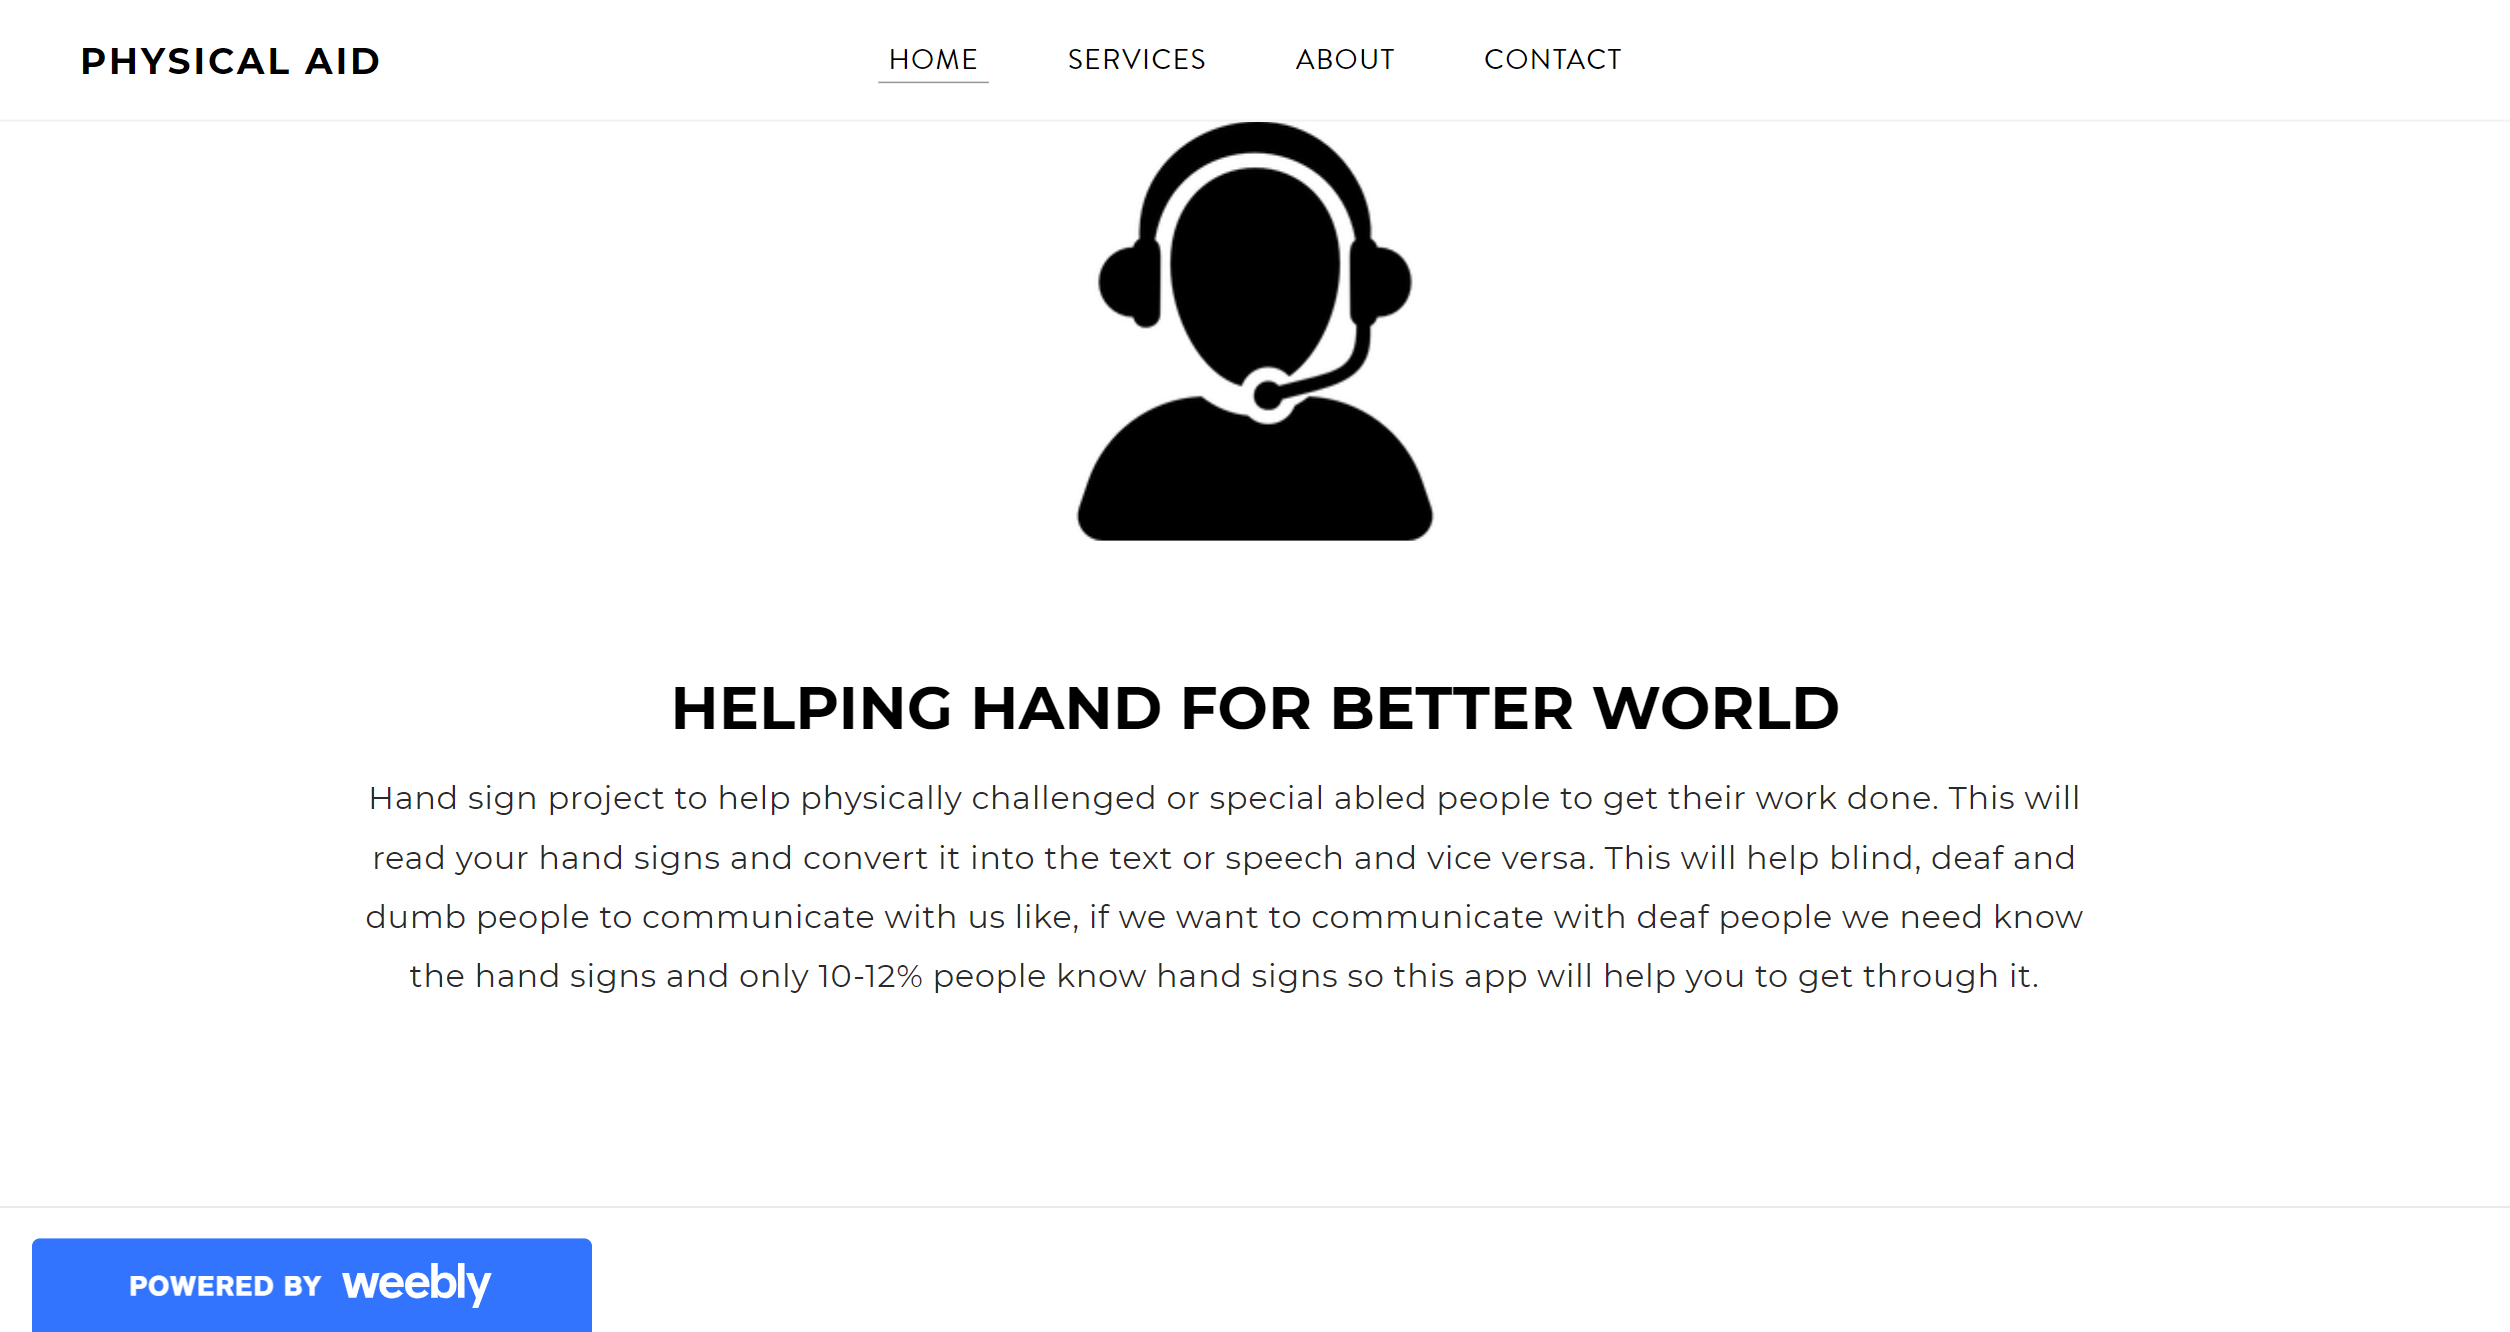 PHYSICAL AID
HOME SERVICES ABOUT CONTACT
HELPING HAND FOR BETTER WORLD
Hand sign project to help physically challenged or special abled people to get their work done. This will
read your hand signs and convert it into the text or speech and vice versa. This will help blind, deaf and
dumb people to communicate with us like, if we want to communicate with deaf people we need know
the hand signs and only 10-12% people know hand signs so this app will help you to get through it.
POWERED BY weebly